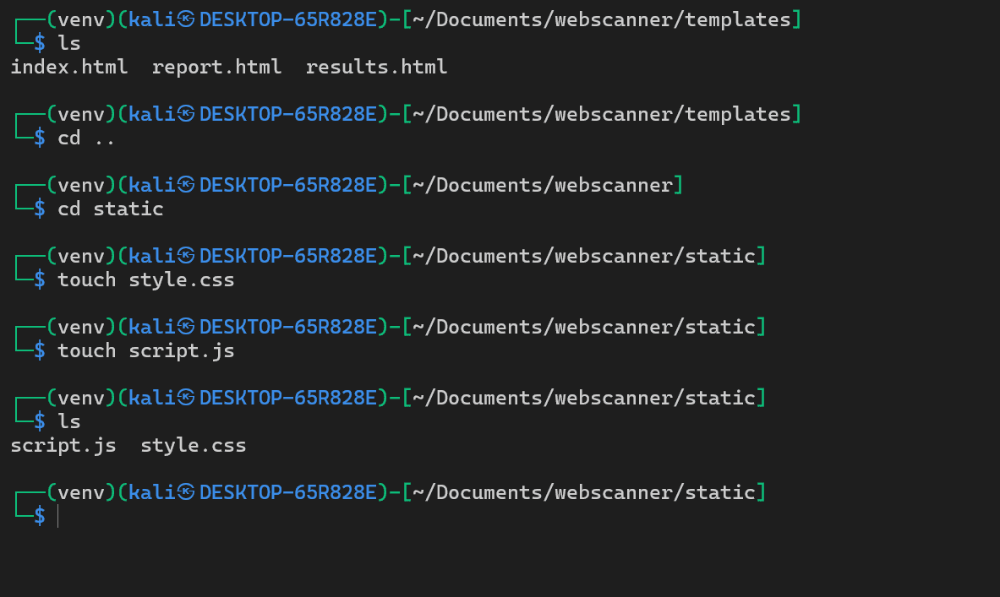 ┌──(venv)(kali㉿DESKTOP-65R828E)-[~/Documents/webscanner/templates]
└─$ ls
index.html  report.html  results.html
┌──(venv)(kali㉿DESKTOP-65R828E)-[~/Documents/webscanner/templates]
└─$ cd ..
┌──(venv)(kali㉿DESKTOP-65R828E)-[~/Documents/webscanner]
└─$ cd static
┌──(venv)(kali㉿DESKTOP-65R828E)-[~/Documents/webscanner/static]
└─$ touch style.css
┌──(venv)(kali㉿DESKTOP-65R828E)-[~/Documents/webscanner/static]
└─$ touch script.js
┌──(venv)(kali㉿DESKTOP-65R828E)-[~/Documents/webscanner/static]
└─$ ls
script.js  style.css
┌──(venv)(kali㉿DESKTOP-65R828E)-[~/Documents/webscanner/static]
└─$